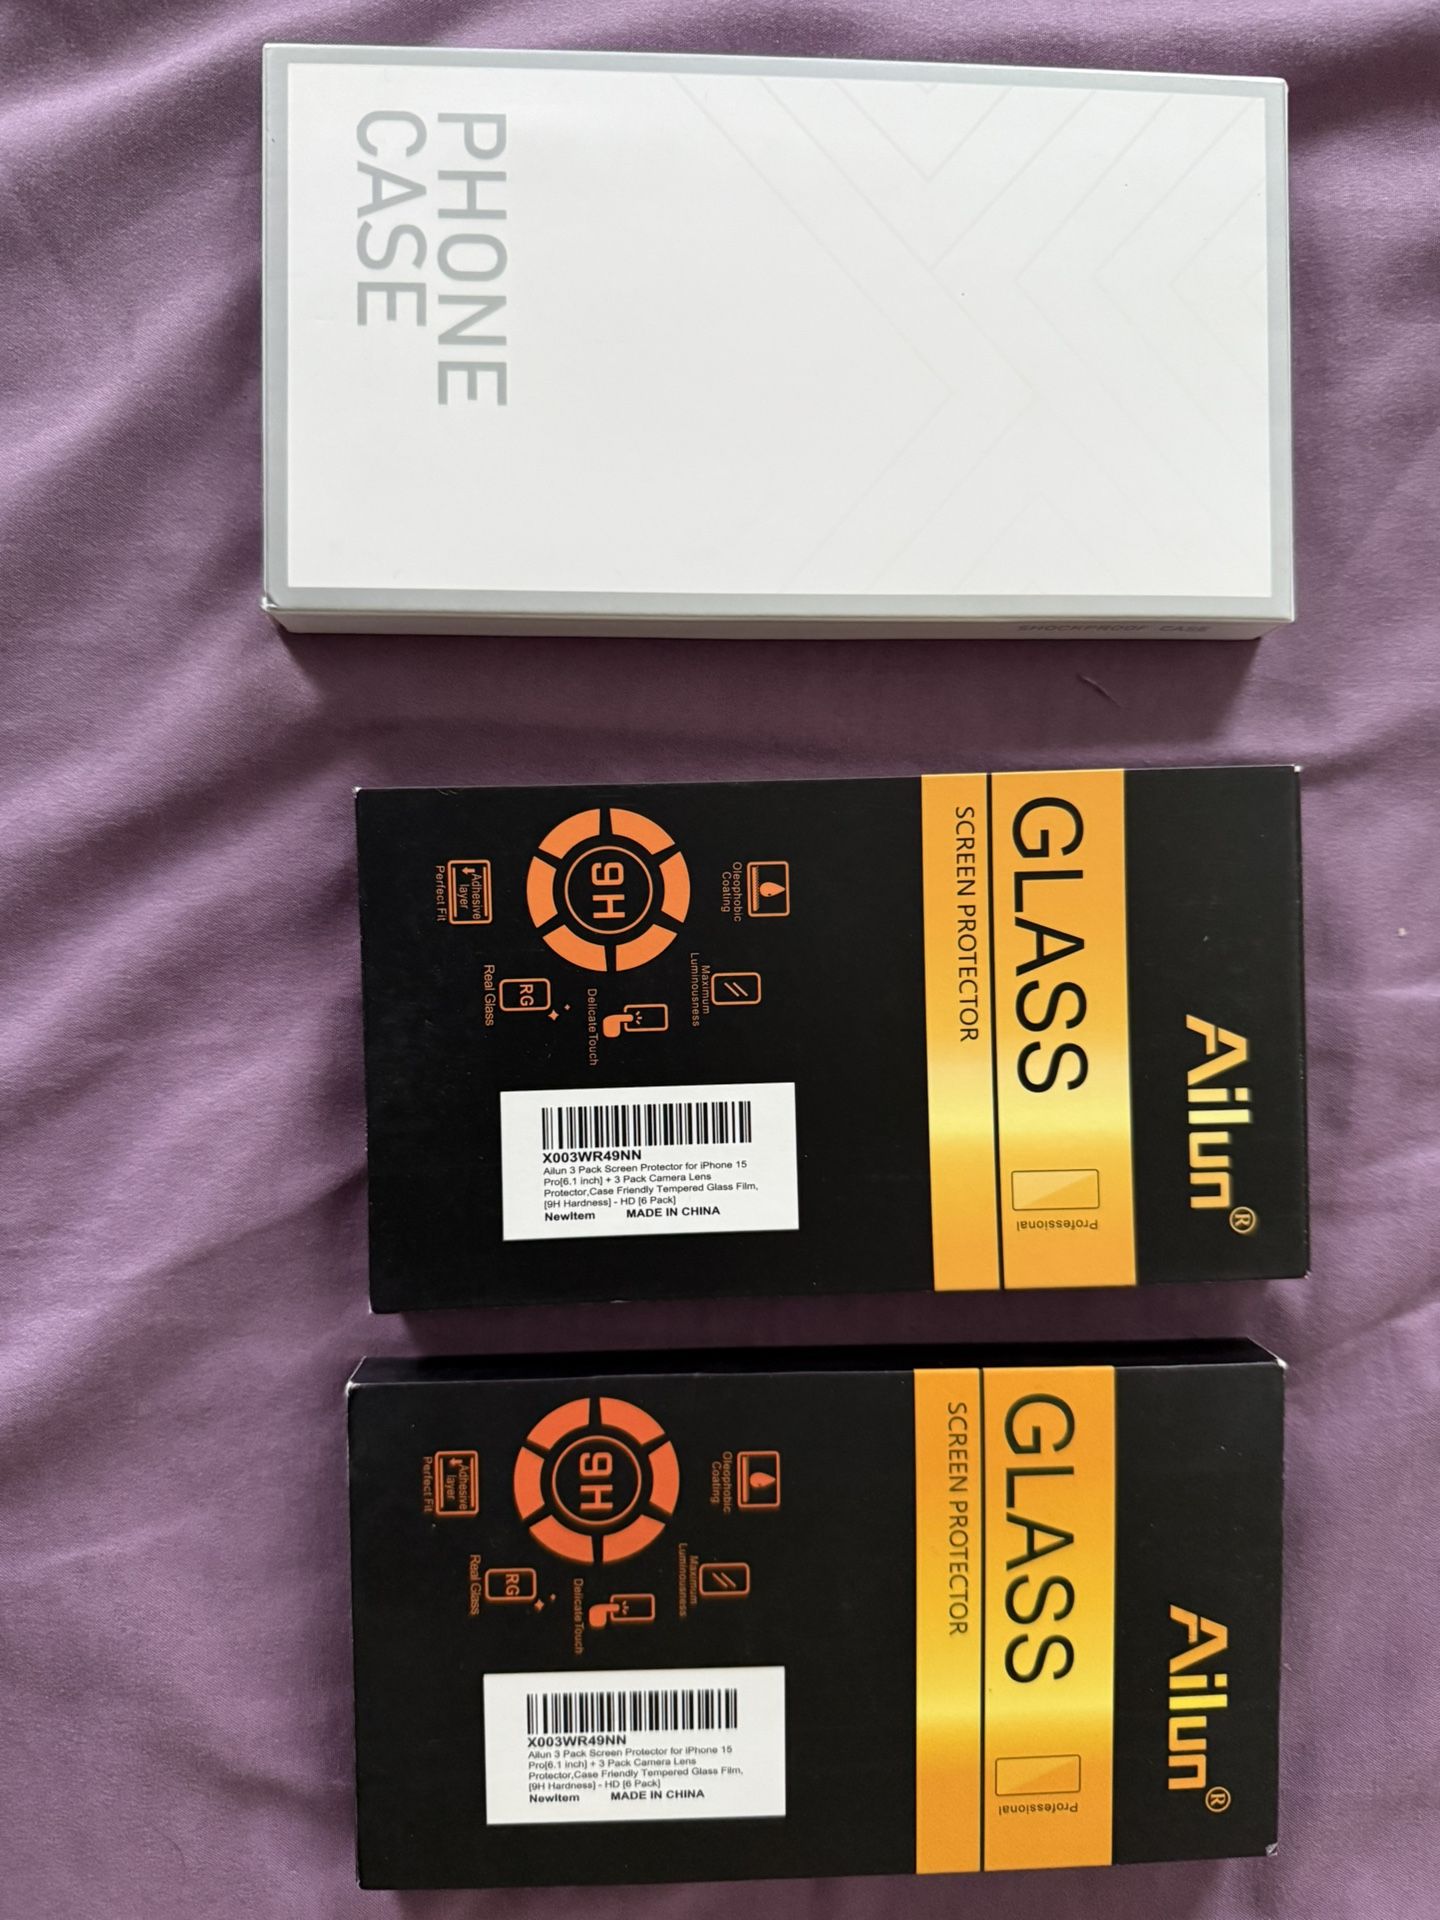 PHONE
CASE
SHOCKPROOF CASE
Ailun®
GLASS
Professional
SCREEN PROTECTOR
Oleophobic
Coating
Maximum
Luminousness
9H
Delicate Touch
RG
Real Glass
Adhesive
layer
Perfect Fit
X003WR49NN
Ailun 3 Pack Screen Protector for iPhone 15
Pro[6.1 inch] + 3 Pack Camera Lens
Protector,Case Friendly Tempered Glass Film,
[9H Hardness] - HD [6 Pack]
NewItem MADE IN CHINA
Ailun®
GLASS
Professional
SCREEN PROTECTOR
Oleophobic
Coating
Maximum
Luminousness
9H
Delicate Touch
RG
Real Glass
Adhesive
layer
Perfect Fit
X003WR49NN
Ailun 3 Pack Screen Protector for iPhone 15
Pro[6.1 inch] + 3 Pack Camera Lens
Protector,Case Friendly Tempered Glass Film,
[9H Hardness] - HD [6 Pack]
NewItem MADE IN CHINA